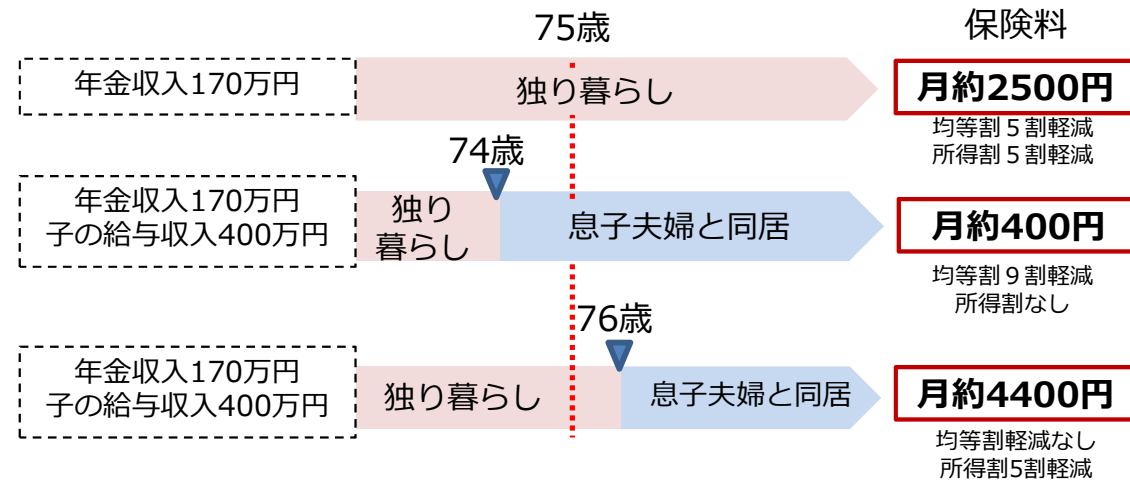 75歳
保険料
年金収入170万円
独り暮らし
月約2500円
均等割５割軽減
所得割５割軽減
74歳
年金収入170万円
子の給与収入400万円
独り
暮らし
息子夫婦と同居
月約400円
均等割９割軽減
所得割なし
76歳
年金収入170万円
子の給与収入400万円
独り暮らし
息子夫婦と同居
月約4400円
均等割軽減なし
所得割5割軽減